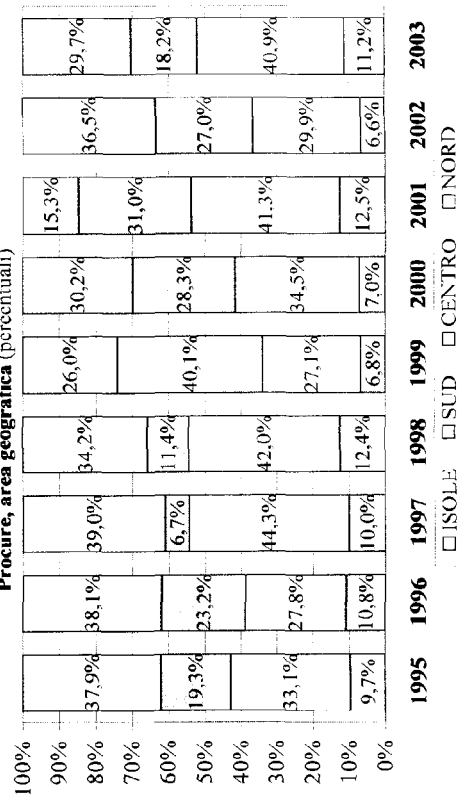 Procure, area geografica (percentuali)
100%
90%
80%
70%
60%
50%
40%
30%
20%
10%
0%
37,9% 38,1% 39,0% 34,2% 26,0% 30,2% 15,3% 36,5% 29,7%
19,3% 23,2% 6,7% 11,4% 40,1% 28,3% 31,0% 27,0% 18,2%
33,1% 27,8% 44,3% 42,0% 27,1% 34,5% 41,3% 29,9% 40,9%
9,7% 10,8% 10,0% 12,4% 6,8% 7,0% 12,5% 6,6% 11,2%
1995 1996 1997 1998 1999 2000 2001 2002 2003
ISOLE SUD CENTRO NORD